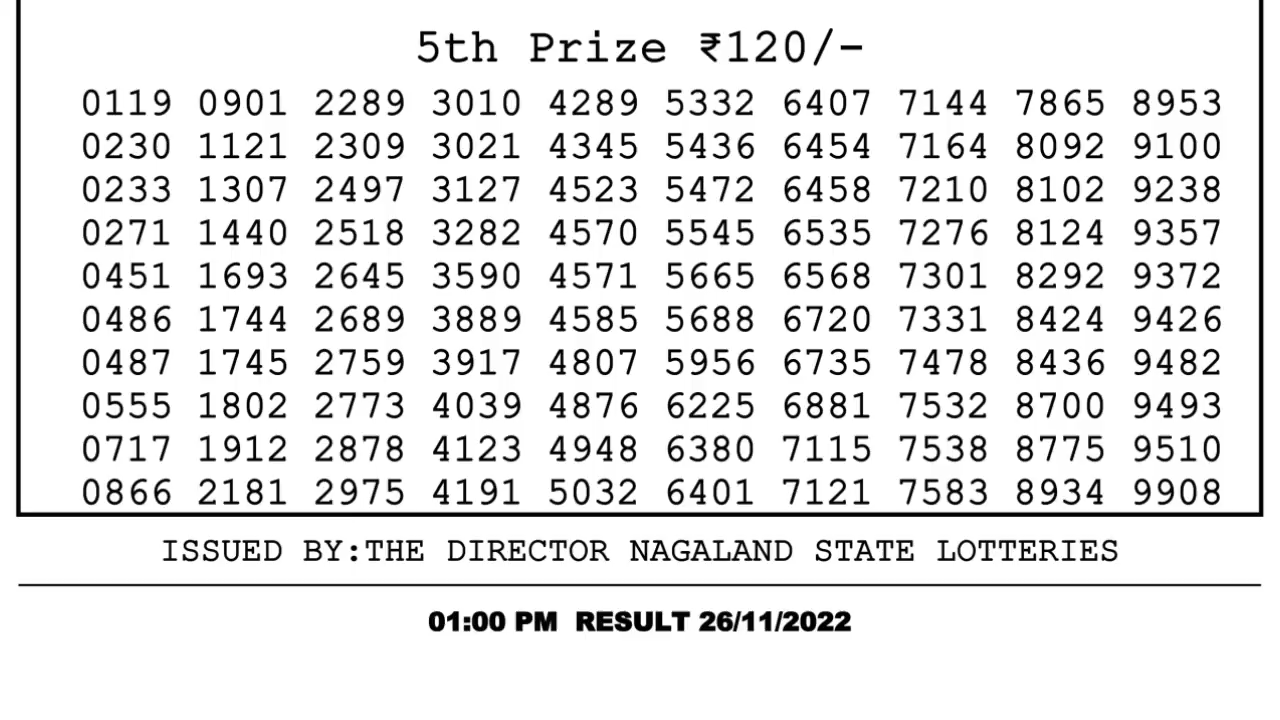 5th Prize ₹120/-
0119 0901 2289 3010 4289 5332 6407 7144 7865 8953
0230 1121 2309 3021 4345 5436 6454 7164 8092 9100
0233 1307 2497 3127 4523 5472 6458 7210 8102 9238
0271 1440 2518 3282 4570 5545 6535 7276 8124 9357
0451 1693 2645 3590 4571 5665 6568 7301 8292 9372
0486 1744 2689 3889 4585 5688 6720 7331 8424 9426
0487 1745 2759 3917 4807 5956 6735 7478 8436 9482
0555 1802 2773 4039 4876 6225 6881 7532 8700 9493
0717 1912 2878 4123 4948 6380 7115 7538 8775 9510
0866 2181 2975 4191 5032 6401 7121 7583 8934 9908
ISSUED BY:THE DIRECTOR NAGALAND STATE LOTTERIES
01:00 PM RESULT 26/11/2022